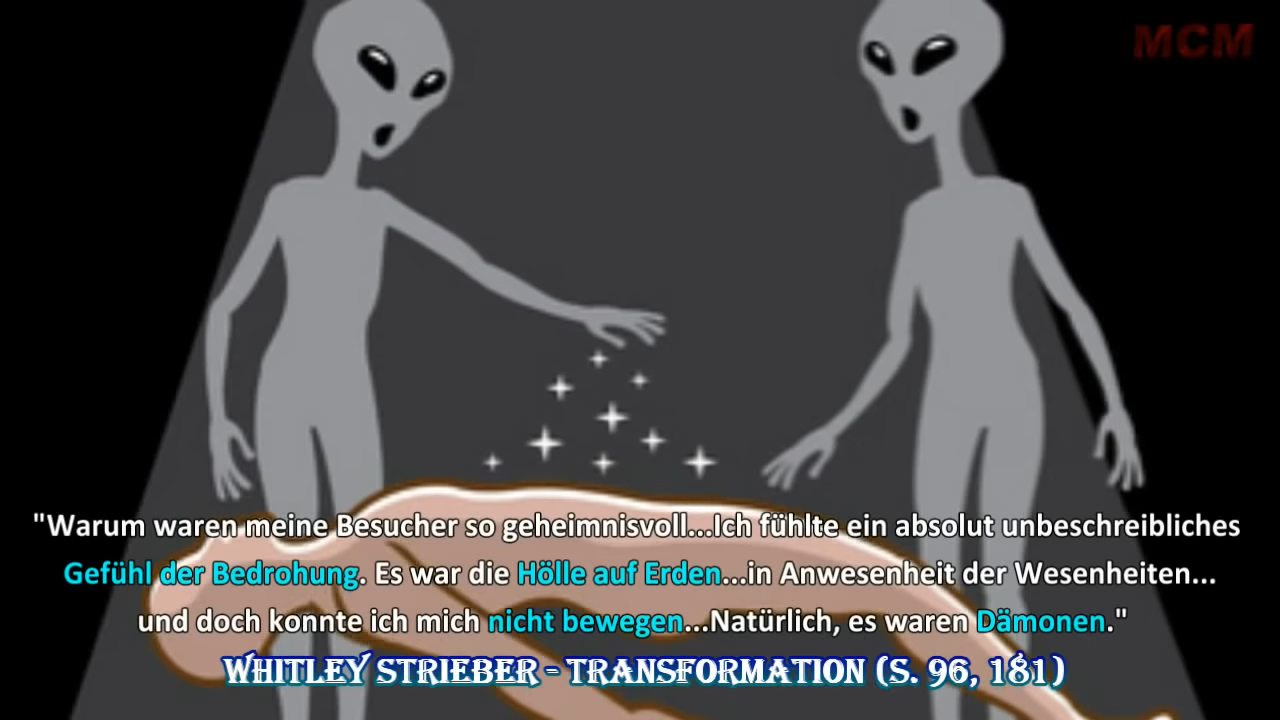 MCM
"Warum waren meine Besucher so geheimnisvoll...Ich fühlte ein absolut unbeschreibliches
Gefühl der Bedrohung. Es war die Hölle auf Erden...in Anwesenheit der Wesenheiten...
und doch konnte ich mich nicht bewegen...Natürlich, es waren Dämonen."
WHITLEY STRIEBER - TRANSFORMATION (S. 96, 181)